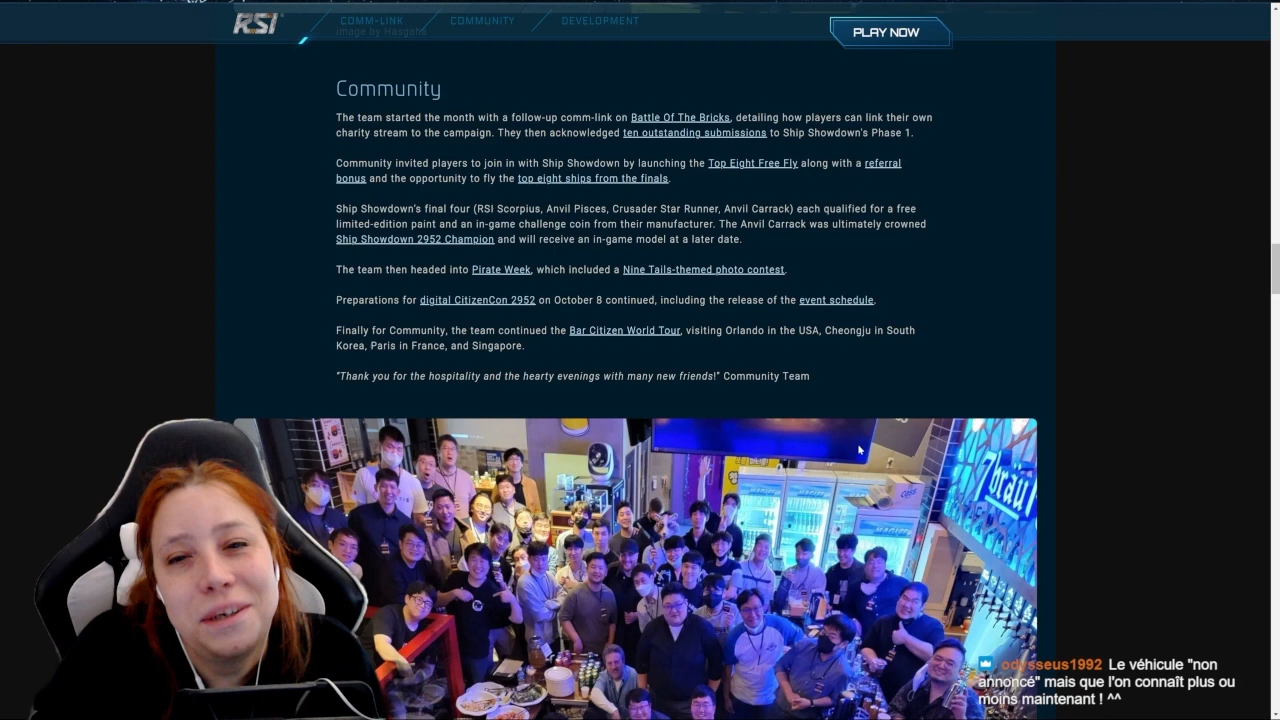 RSI
COMM-LINK
COMMUNITY
DEVELOPMENT
PLAY NOW
Image by Hasgaha
Community
The team started the month with a follow-up comm-link on Battle Of The Bricks, detailing how players can link their own
charity stream to the campaign. They then acknowledged ten outstanding submissions to Ship Showdown's Phase 1.
Community invited players to join in with Ship Showdown by launching the Top Eight Free Fly along with a referral
bonus and the opportunity to fly the top eight ships from the finals.
Ship Showdown's final four (RSI Scorpius, Anvil Pisces, Crusader Star Runner, Anvil Carrack) each qualified for a free
limited-edition paint and an in-game challenge coin from their manufacturer. The Anvil Carrack was ultimately crowned
Ship Showdown 2952 Champion and will receive an in-game model at a later date.
The team then headed into Pirate Week, which included a Nine Tails-themed photo contest.
Preparations for digital CitizenCon 2952 on October 8 continued, including the release of the event schedule.
Finally for Community, the team continued the Bar Citizen World Tour, visiting Orlando in the USA, Cheongju in South
Korea, Paris in France, and Singapore.
"Thank you for the hospitality and the hearty evenings with many new friends!" Community Team
7bräu
Cass
odysseus1992 Le véhicule "non
annoncé" mais que l'on connaît plus ou
moins maintenant ! ^^